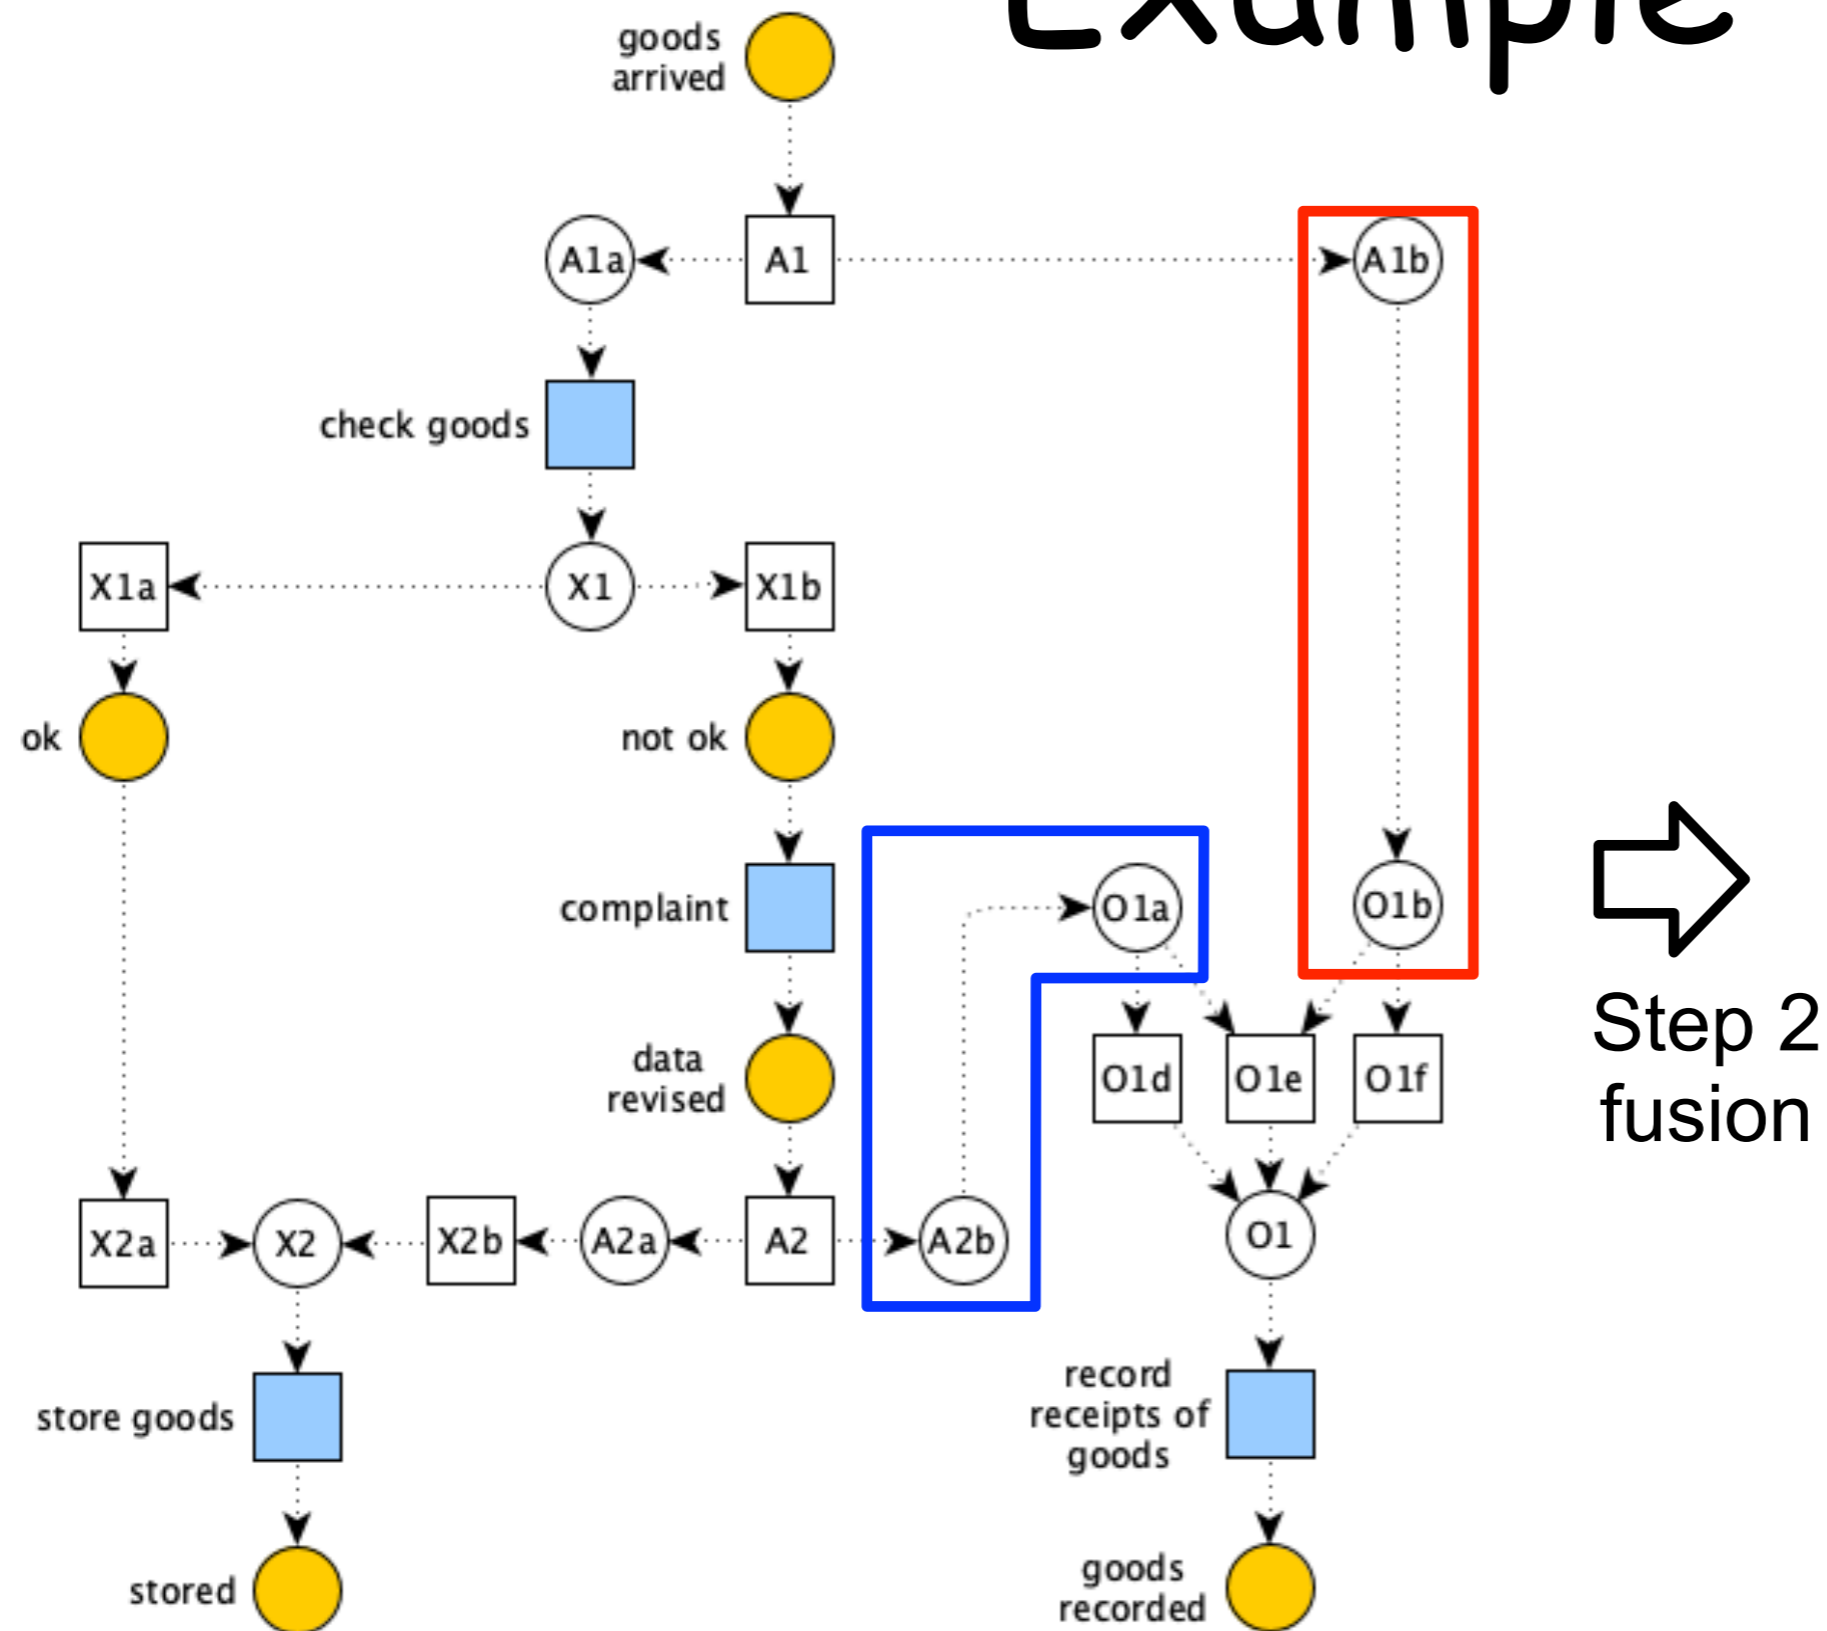 Example
goods
arrived
A1a
A1
A1b
check goods
X1a
X1
X1b
ok
not ok
complaint
O1a
O1b
Step 2
fusion
data
revised
O1d
O1e
O1f
X2a
X2
X2b
A2a
A2
A2b
O1
store goods
record
receipts of
goods
stored
goods
recorded